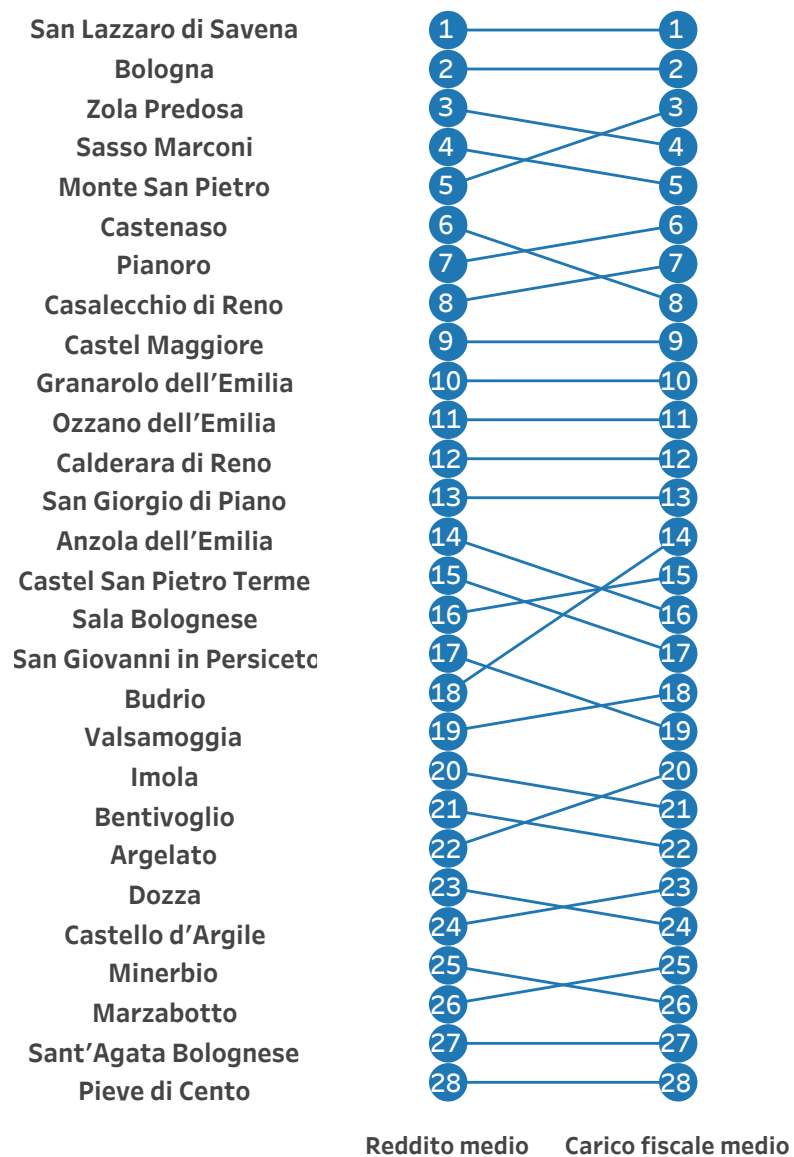 San Lazzaro di Savena 1 1
Bologna 2 2
Zola Predosa 3 3
Sasso Marconi 4 4
Monte San Pietro 5 5
Castenaso 6 6
Pianoro 7 7
Casalecchio di Reno 8 8
Castel Maggiore 9 9
Granarolo dell’Emilia 10 10
Ozzano dell’Emilia 11 11
Calderara di Reno 12 12
San Giorgio di Piano 13 13
Anzola dell’Emilia 14 14
Castel San Pietro Terme 15 15
Sala Bolognese 16 16
San Giovanni in Persiceto 17 17
Budrio 18 18
Valsamoggia 19 19
Imola 20 20
Bentivoglio 21 21
Argelato 22 22
Dozza 23 23
Castello d’Argile 24 24
Minerbio 25 25
Marzabotto 26 26
Sant’Agata Bolognese 27 27
Pieve di Cento 28 28
Reddito medio Carico fiscale medio